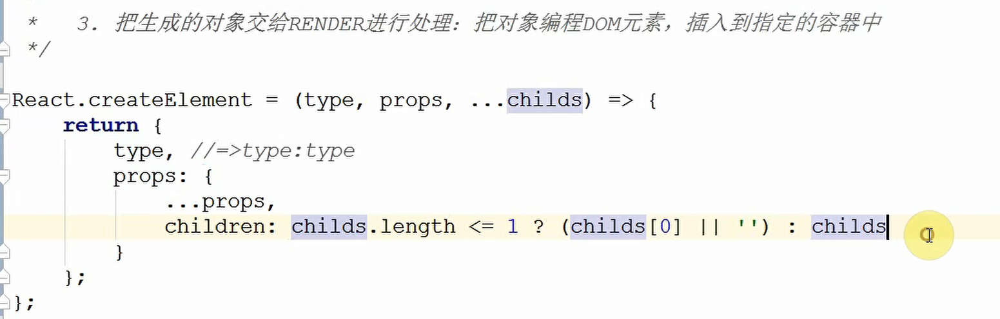 *   3. 把生成的对象交给RENDER进行处理：把对象编程DOM元素，插入到指定的容器中
*/
React.createElement = (type, props, ...childs) => {
    return {
        type, //=>type:type
        props: {
            ...props,
            children: childs.length <= 1 ? (childs[0] || '') : childs
        }
    };
};